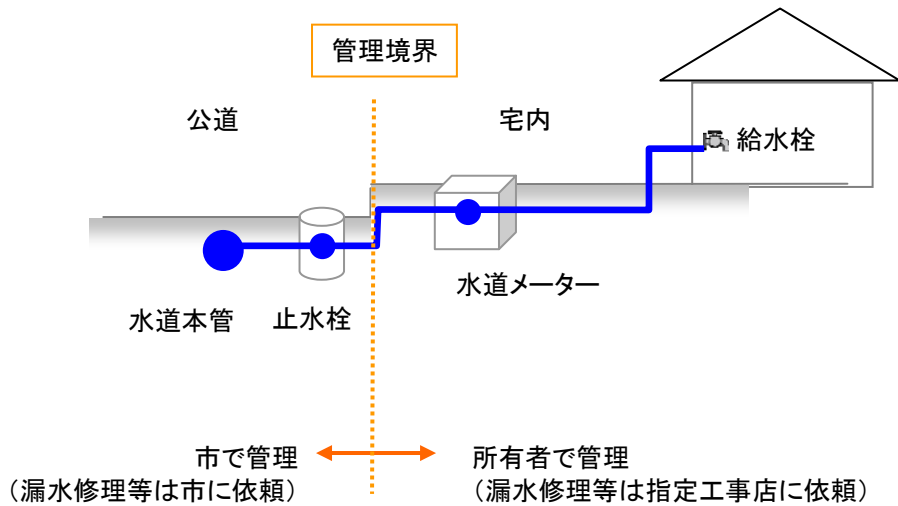 管理境界
公道
宅内
給水栓
水道メーター
水道本管
止水栓
市で管理
（漏水修理等は市に依頼）
所有者で管理
（漏水修理等は指定工事店に依頼）